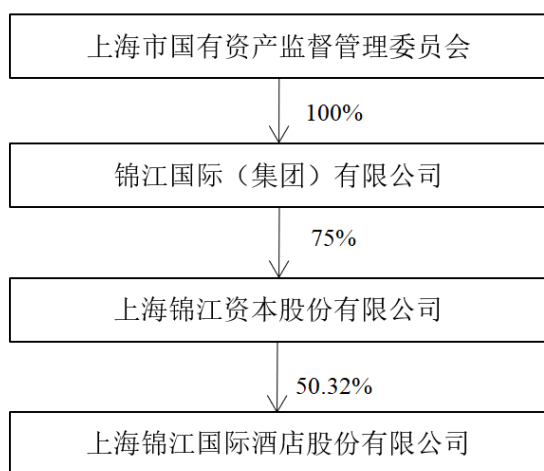 上海市国有资产监督管理委员会
100%
锦江国际（集团）有限公司
75%
上海锦江资本股份有限公司
50.32%
上海锦江国际酒店股份有限公司